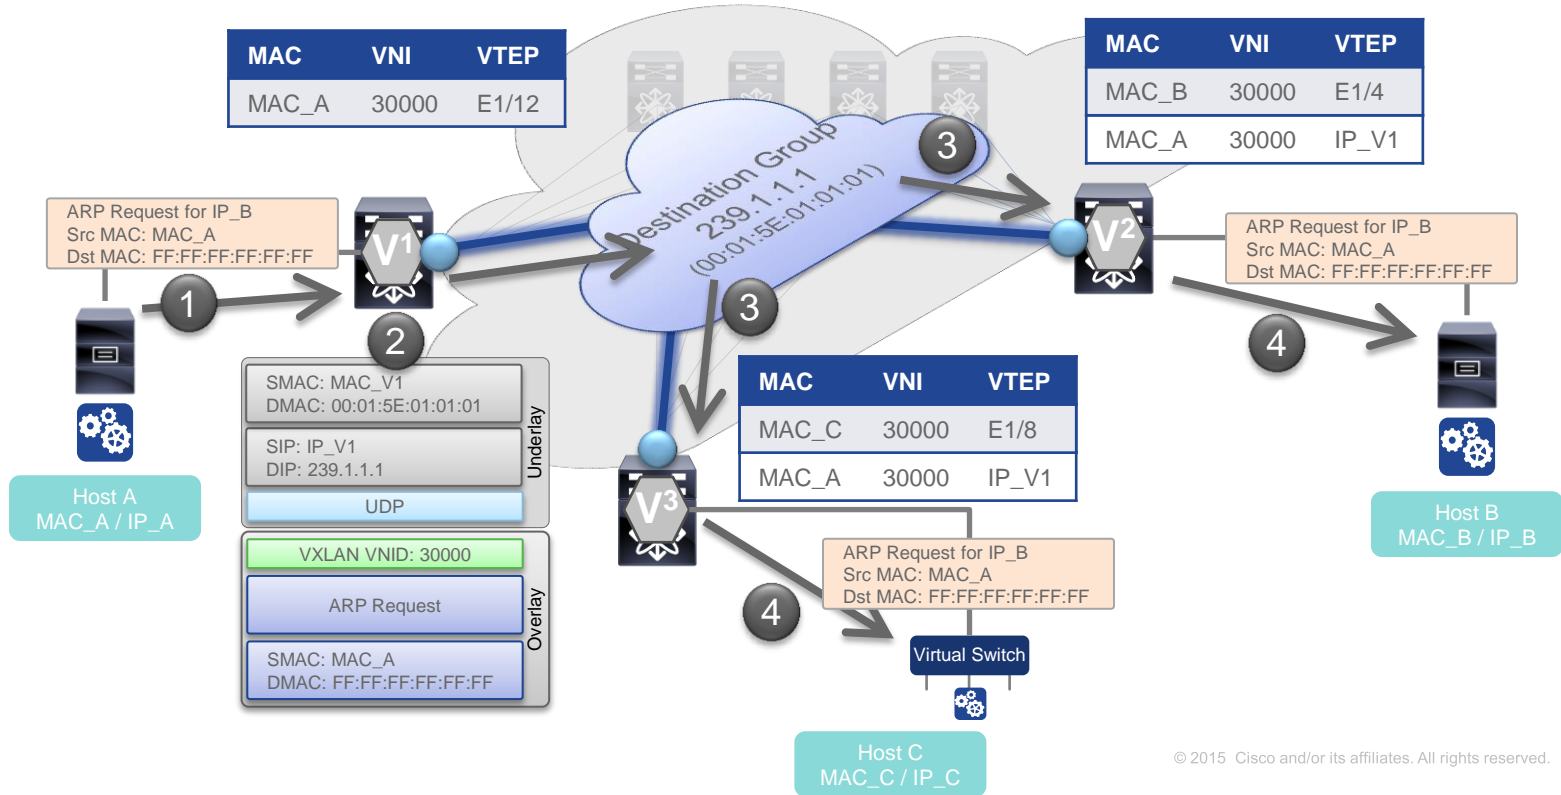 MAC VNI VTEP
MAC_A 30000 E1/12
MAC VNI VTEP
MAC_B 30000 E1/4
MAC_A 30000 IP_V1
Destination Group
239.1.1.1
(00:01:5E:01:01:01)
3
ARP Request for IP_B
Src MAC: MAC_A
Dst MAC: FF:FF:FF:FF:FF:FF
V1
V2
ARP Request for IP_B
Src MAC: MAC_A
Dst MAC: FF:FF:FF:FF:FF:FF
1
2
3
4
SMAC: MAC_V1
DMAC: 00:01:5E:01:01:01
SIP: IP_V1
DIP: 239.1.1.1
UDP
Underlay
VXLAN VNID: 30000
ARP Request
SMAC: MAC_A
DMAC: FF:FF:FF:FF:FF:FF
Overlay
MAC VNI VTEP
MAC_C 30000 E1/8
MAC_A 30000 IP_V1
Host A
MAC_A / IP_A
V3
Host B
MAC_B / IP_B
ARP Request for IP_B
Src MAC: MAC_A
Dst MAC: FF:FF:FF:FF:FF:FF
4
Virtual Switch
Host C
MAC_C / IP_C
© 2015 Cisco and/or its affiliates. All rights reserved.